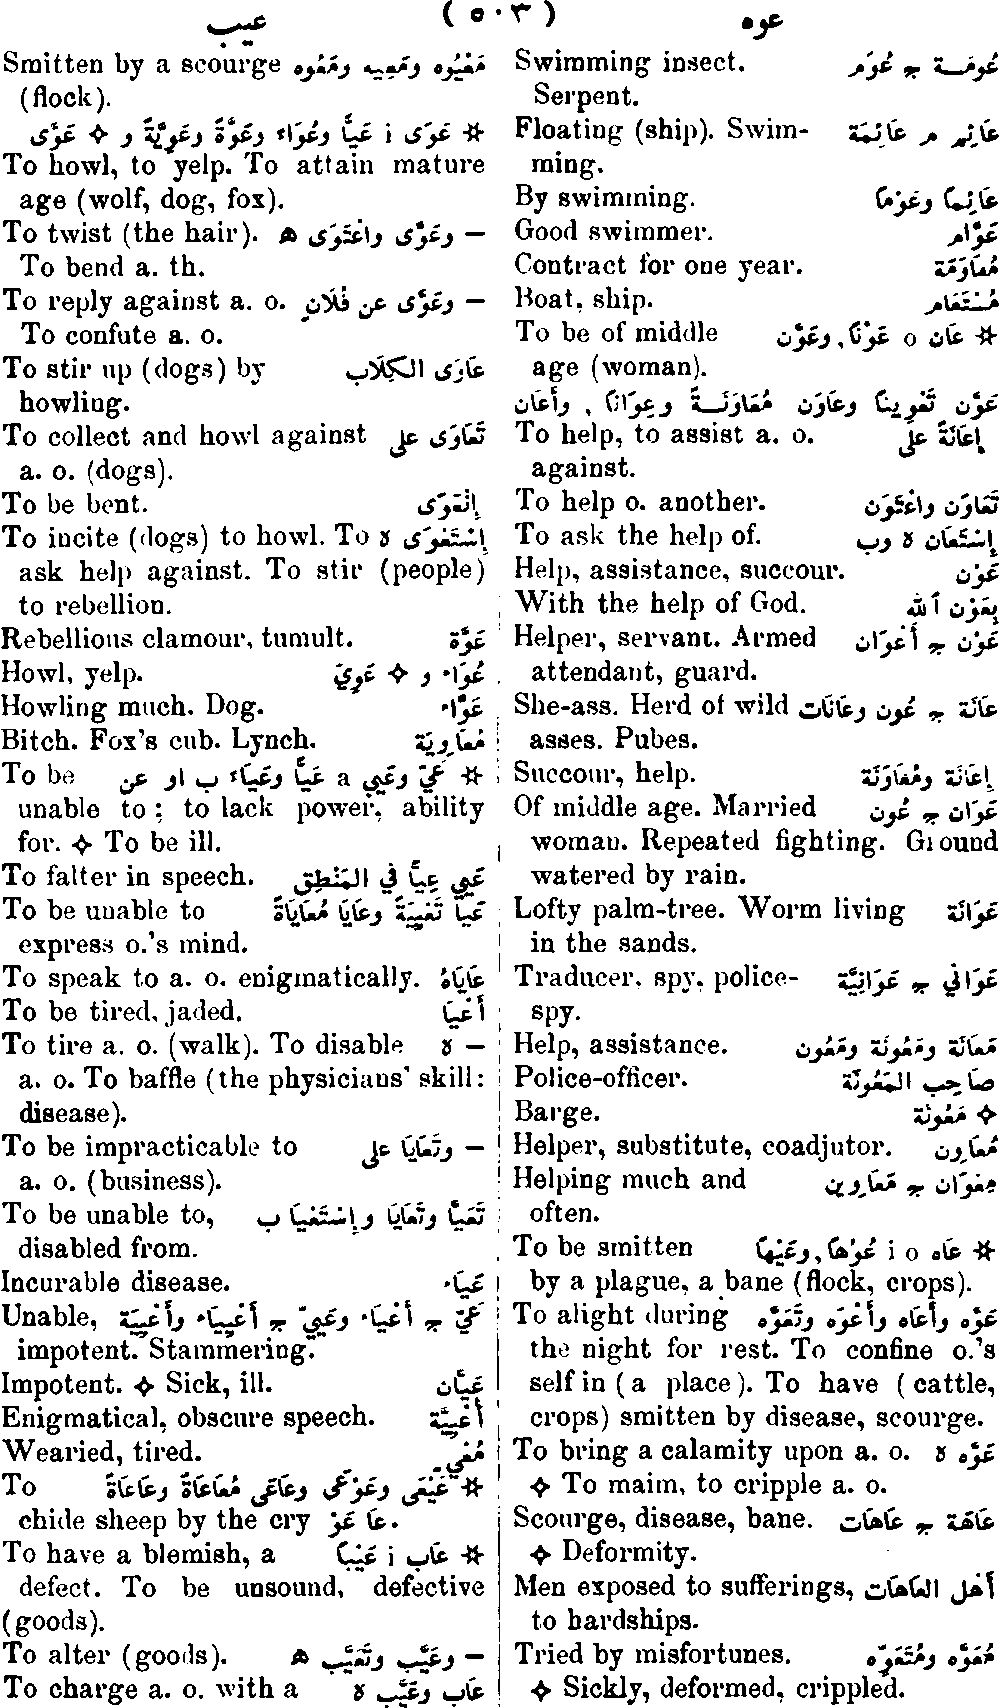 عوه ( ٥٠٣ ) عيب
Swimming insect. عُومَة ج عُوَم
Serpent.
Floating (ship). Swim- عَائِم م عَائِمَة
ming.
By swimming. عَائِمًا وعَوْمًا
Good swimmer. عَوَّام
Contract for one year. مُعَاوَمَة
Boat, ship. مُسْتَعَام
To be of middle ✲ عَان o عَوْنًا, وعَوَّن
age (woman).
عَوَّن تَعْوِينًا وعَاوَن مُعَاوَنَةً وعِوَانًا, وأَعَان
To help, to assist a. o. إِعَانَةً على
against.
To help o. another. تَعَاوَن واعْتَوَن
To ask the help of. إِسْتَعَان ه وب
Help, assistance, succour. عَوْن
With the help of God. بِعَوْن ٱلله
Helper, servant. Armed عَوْن ج أَعْوَان
attendant, guard.
She-ass. Herd of wild عَانَة ج عُون وعَانَات
asses. Pubes.
Succour, help. إِعَانَة ومُعَاوَنَة
Of middle age. Married عَوَان ج عُون
woman. Repeated fighting. Ground
watered by rain.
Lofty palm-tree. Worm living عَوَانَة
in the sands.
Traducer, spy, police- عَوَانِيّ ج عَوَانِيَّة
spy.
Help, assistance. مَعَانَة ومَعُونَة ومَعُون
Police-officer. صَاحِب المَعُونَة
Barge. ✧ مَعُونَة
Helper, substitute, coadjutor. مُعَاوِن
Helping much and مِعْوَان ج مَعَاوِين
often.
To be smitten ✲ عَاه i o عَوْهًا, وعَيْهًا
by a plague, a bane (flock, crops).
To alight during عَوَّه وأَعَاه وأَعْوَه وتَعَوَّه
the night for rest. To confine o.'s
self in (a place). To have (cattle,
crops) smitten by disease, scourge.
To bring a calamity upon a. o. عَوَّه ه
✧ To maim, to cripple a. o.
Scourge, disease, bane. عَاهَة ج عَاهَات
✧ Deformity.
Men exposed to sufferings, أَهْل العَاهَات
to hardships.
Tried by misfortunes. مُعَوَّه ومُتَعَوِّه
✧ Sickly, deformed, crippled.
Smitten by a scourge مَعْيُوه ومَعِيه ومَعُوه
(flock).
✲ عَوَى i عَيًّا وعُوَاء وعَوَّةً وعَوِيَّةً و ✧ عَوَّى
To howl, to yelp. To attain mature
age (wolf, dog, fox).
To twist (the hair). — وعَوَّى واعْتَوَى ه
To bend a. th.
To reply against a. o. — وعَوَّى عن فُلَانٍ
To confute a. o.
To stir up (dogs) by عَاوَى الكِلَاب
howling.
To collect and howl against تَعَاوَى على
a. o. (dogs).
To be bent. إِنْعَوَى
To incite (dogs) to howl. To إِسْتَعْوَى ه
ask help against. To stir (people)
to rebellion.
Rebellious clamour, tumult. عَوَّة
Howl, yelp. عُوَاء و ✧ عَوِيّ
Howling much. Dog. عَوَّاء
Bitch. Fox's cub. Lynch. مُعَاوِيَة
To be ✲ عَيَّ وعَيِيَ a عَيًّا وعَيَاء ب او عن
unable to; to lack power, ability
for. ✧ To be ill.
To falter in speech. عَيِيَ عِيًّا في المَنْطِق
To be unable to عَيَّا تَعْيِيَةً وعَايَا مُعَايَاةً
express o.'s mind.
To speak to a. o. enigmatically. عَايَاهُ
To be tired, jaded. أَعْيَا
To tire a. o. (walk). To disable — ه
a. o. To baffle (the physicians' skill:
disease).
To be impracticable to — وتَعَايَا على
a. o. (business).
To be unable to, تَعَيَّا وتَعَايَا وإِسْتَعْيَا ب
disabled from.
Incurable disease. عَيَاء
Unable, عَيّ ج أَعْيَاء وعَيِيّ ج أَعْيِيَاء وأَعْيِيَة
impotent. Stammering.
Impotent. ✧ Sick, ill. عَيَّان
Enigmatical, obscure speech. أُعْيِيَّة
Wearied, tired. مُعْيٍ
To ✲ عَيْعَى وعَوْعَى وعَاعَى مُعَاعَاةً وعَاعَاةً
chide sheep by the cry عَا عَوْ.
To have a blemish, a ✲ عَاب i عَيْبًا
defect. To be unsound, defective
(goods).
To alter (goods). — وعَيَّب وتَعَيَّب ه
To charge a. o. with a عَاب وعَيَّب ه